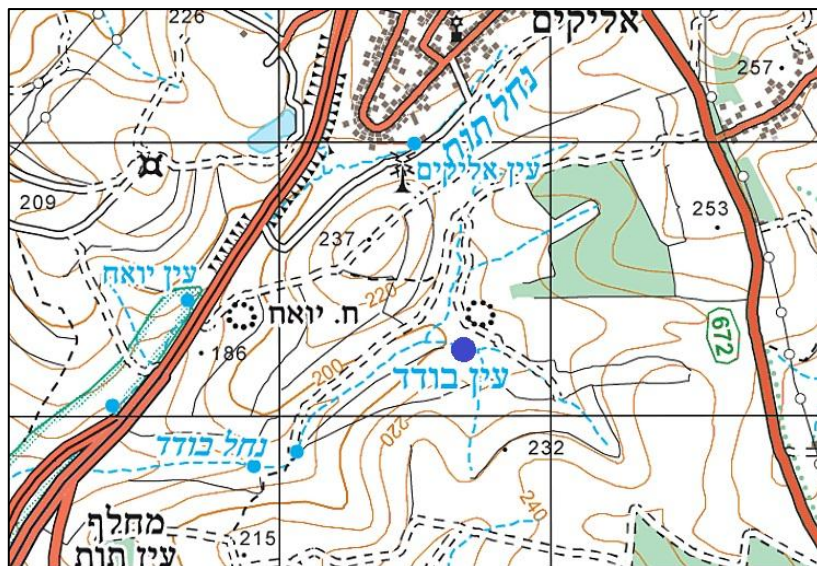 226
אליקים
257
נחל תות
עין אליקים
209
253
237
עין יואח
220
ח. יואח
672
186
עין בודד
200
220
נחל בודד
232
240
מחלף
עין תות
215